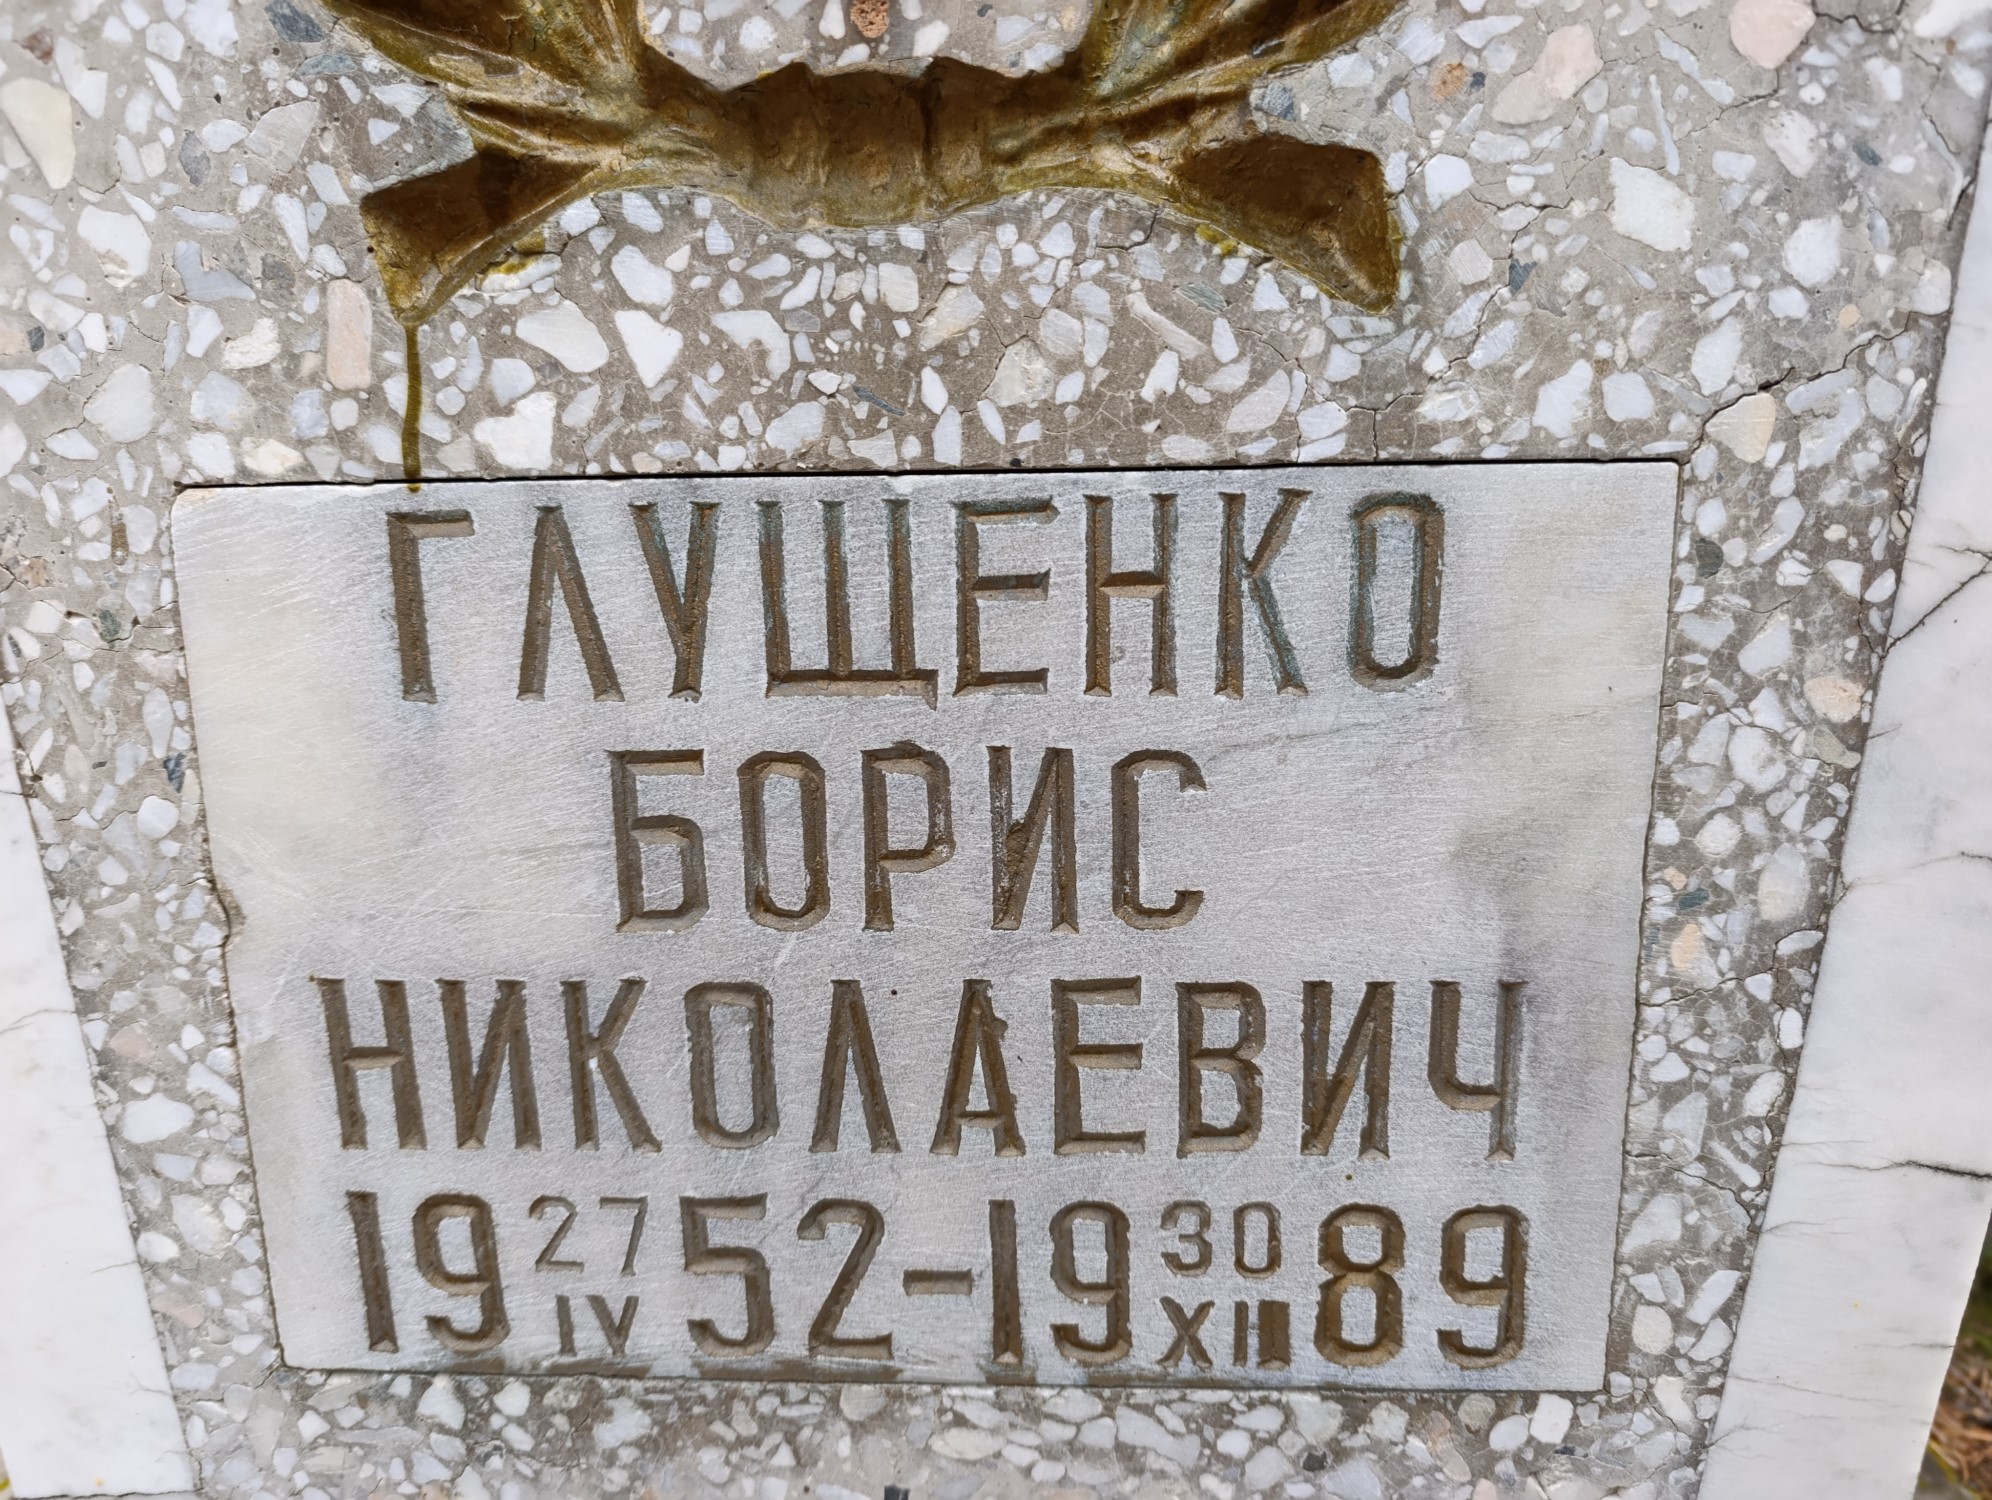 ГЛУЩЕНКО
БОРИС
НИКОЛАЕВИЧ
19 27 IV 52-19 30 XII 89